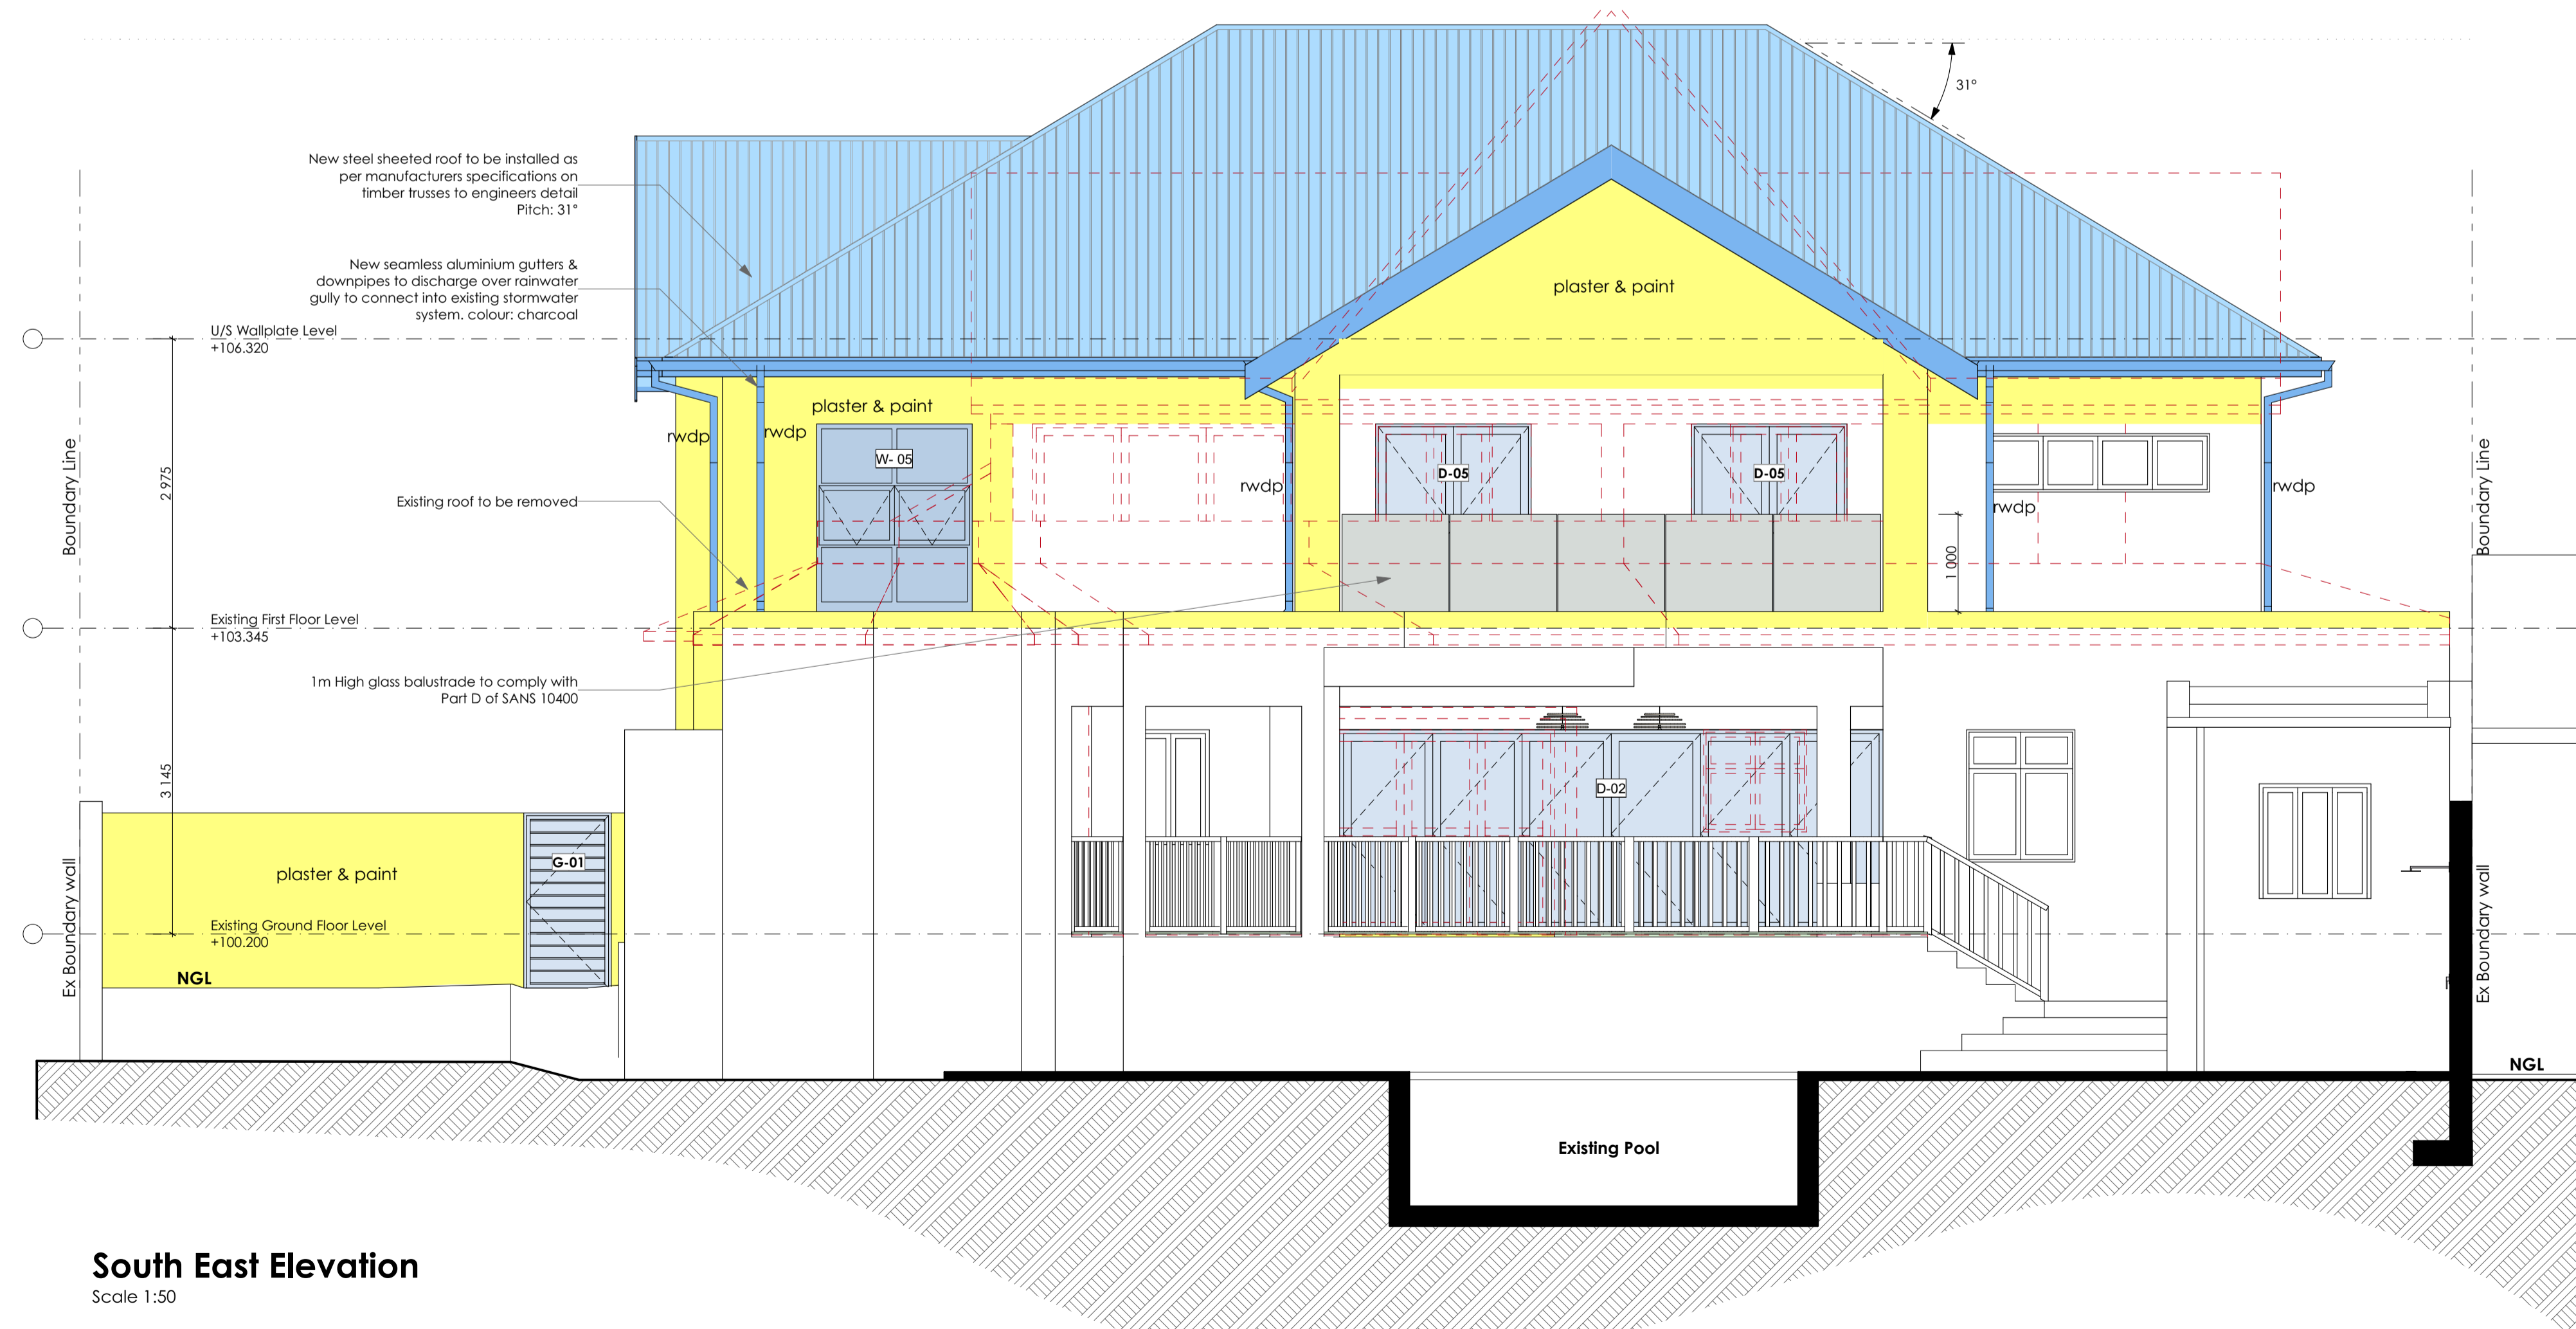 31°
New steel sheeted roof to be installed as
per manufacturers specifications on
timber trusses to engineers detail
Pitch: 31°
New seamless aluminium gutters &
downpipes to discharge over rainwater
gully to connect into existing stormwater
system. colour: charcoal
plaster & paint
U/S Wallplate Level
+106.320
plaster & paint
rwdp
rwdp
W- 05
D-05
D-05
rwdp
rwdp
rwdp
Boundary Line
2 975
Existing roof to be removed
1 000
Boundary Line
Existing First Floor Level
+103.345
1m High glass balustrade to comply with
Part D of SANS 10400
3 145
D-02
G-01
plaster & paint
Ex Boundary wall
Existing Ground Floor Level
+100.200
Ex Boundary wall
NGL
NGL
Existing Pool
South East Elevation
Scale 1:50